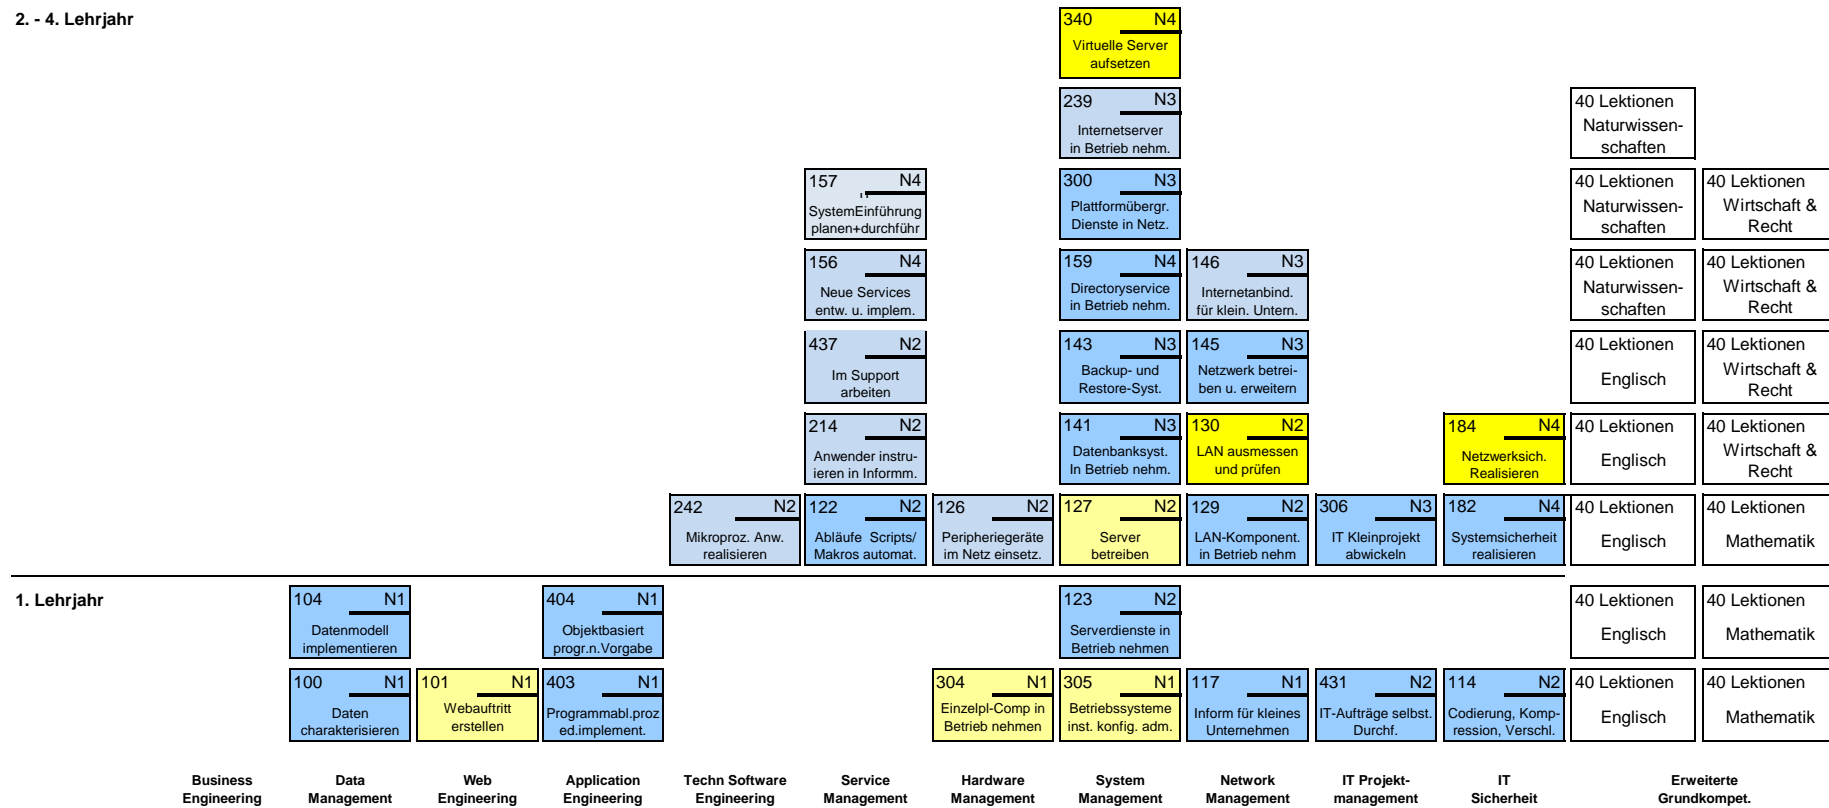 2. - 4. Lehrjahr
340 N4
Virtuelle Server
aufsetzen
239 N3
Internetserver
in Betrieb nehm.
40 Lektionen
Naturwissen-
schaften
157 N4
SystemEinführung
planen+durchführ
300 N3
Plattformübergr.
Dienste in Netz.
40 Lektionen
Naturwissen-
schaften
40 Lektionen
Wirtschaft &
Recht
156 N4
Neue Services
entw. u. implem.
159 N4
Directoryservice
in Betrieb nehm.
146 N3
Internetanbind.
für klein. Untern.
40 Lektionen
Naturwissen-
schaften
40 Lektionen
Wirtschaft &
Recht
437 N2
Im Support
arbeiten
143 N3
Backup- und
Restore-Syst.
145 N3
Netzwerk betrei-
ben u. erweitern
40 Lektionen
Englisch
40 Lektionen
Wirtschaft &
Recht
214 N2
Anwender instru-
ieren in Informm.
141 N3
Datenbanksyst.
In Betrieb nehm.
130 N2
LAN ausmessen
und prüfen
184 N4
Netzwerksich.
Realisieren
40 Lektionen
Englisch
40 Lektionen
Wirtschaft &
Recht
242 N2
Mikroproz. Anw.
realisieren
122 N2
Abläufe Scripts/
Makros automat.
126 N2
Peripheriegeräte
im Netz einsetz.
127 N2
Server
betreiben
129 N2
LAN-Komponent.
in Betrieb nehm
306 N3
IT Kleinprojekt
abwickeln
182 N4
Systemsicherheit
realisieren
40 Lektionen
Englisch
40 Lektionen
Mathematik
1. Lehrjahr
104 N1
Datenmodell
implementieren
404 N1
Objektbasiert
progr.n.Vorgabe
123 N2
Serverdienste in
Betrieb nehmen
40 Lektionen
Englisch
40 Lektionen
Mathematik
100 N1
Daten
charakterisieren
101 N1
Webauftritt
erstellen
403 N1
Programmabl.proz
ed.implement.
304 N1
Einzelpl-Comp in
Betrieb nehmen
305 N1
Betriebssysteme
inst. konfig. adm.
117 N1
Inform für kleines
Unternehmen
431 N2
IT-Aufträge selbst.
Durchf.
114 N2
Codierung, Komp-
ression, Verschl.
40 Lektionen
Englisch
40 Lektionen
Mathematik
Business
Engineering
Data
Management
Web
Engineering
Application
Engineering
Techn Software
Engineering
Service
Management
Hardware
Management
System
Management
Network
Management
IT Projekt-
management
IT
Sicherheit
Erweiterte
Grundkompet.